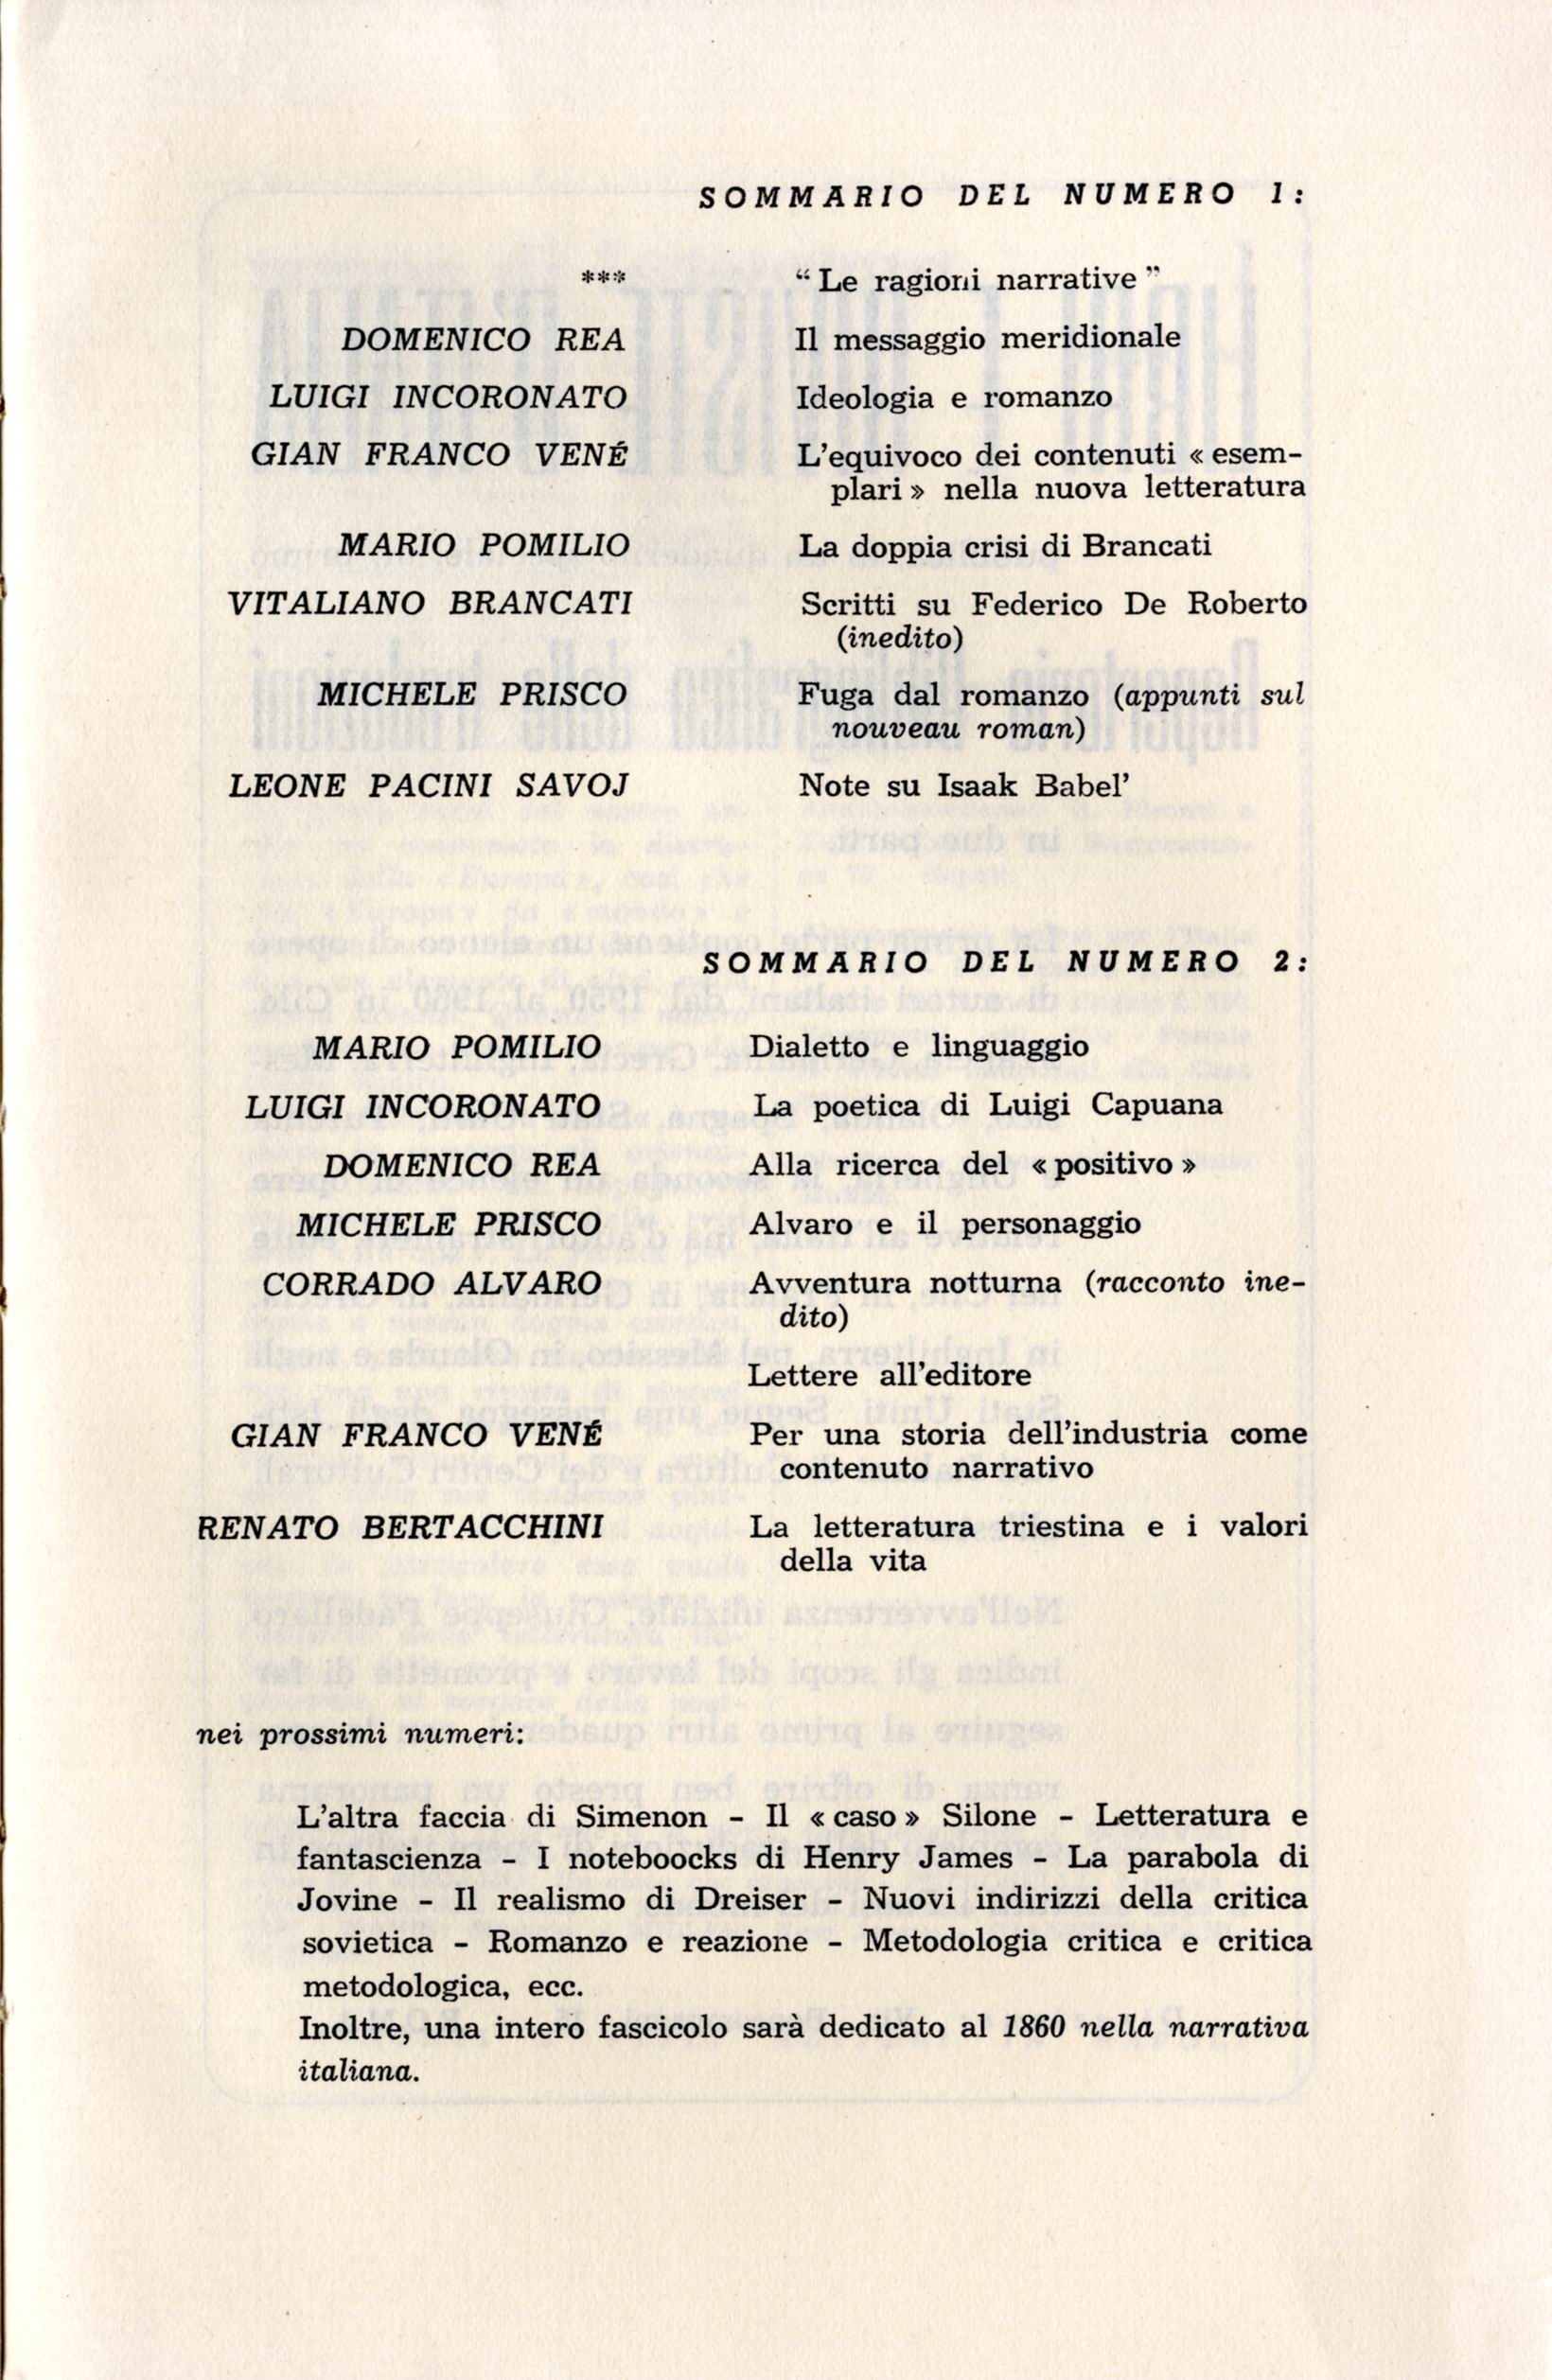 SOMMARIO DEL NUMERO 1:
*** “Le ragioni narrative”
DOMENICO REA Il messaggio meridionale
LUIGI INCORONATO Ideologia e romanzo
GIAN FRANCO VENÉ L’equivoco dei contenuti « esem-
plari » nella nuova letteratura
MARIO POMILIO La doppia crisi di Brancati
VITALIANO BRANCATI Scritti su Federico De Roberto
(inedito)
MICHELE PRISCO Fuga dal romanzo (appunti sul
nouveau roman)
LEONE PACINI SAVOJ Note su Isaak Babel’
SOMMARIO DEL NUMERO 2:
MARIO POMILIO Dialetto e linguaggio
LUIGI INCORONATO La poetica di Luigi Capuana
DOMENICO REA Alla ricerca del « positivo »
MICHELE PRISCO Alvaro e il personaggio
CORRADO ALVARO Avventura notturna (racconto ine-
dito)
Lettere all’editore
GIAN FRANCO VENÉ Per una storia dell’industria come
contenuto narrativo
RENATO BERTACCHINI La letteratura triestina e i valori
della vita
nei prossimi numeri:
L’altra faccia di Simenon - Il « caso » Silone - Letteratura e
fantascienza - I noteboocks di Henry James - La parabola di
Jovine - Il realismo di Dreiser - Nuovi indirizzi della critica
sovietica - Romanzo e reazione - Metodologia critica e critica
metodologica, ecc.
Inoltre, una intero fascicolo sarà dedicato al 1860 nella narrativa
italiana.